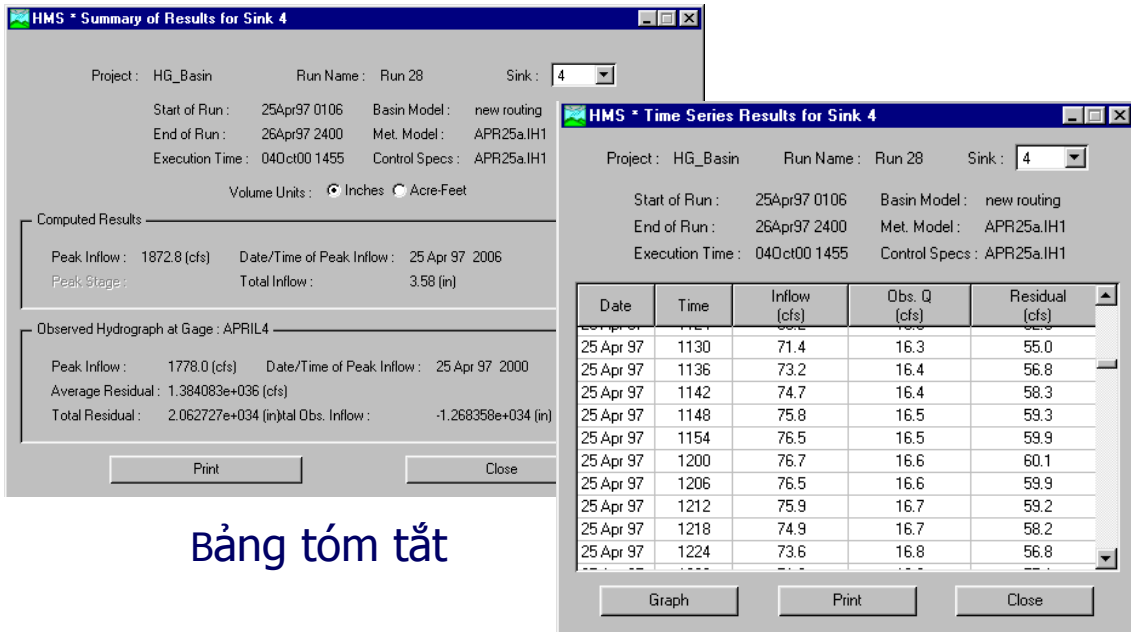 HMS * Summary of Results for Sink 4
Project : HG_Basin Run Name : Run 28 Sink : 4
Start of Run : 25Apr97 0106 Basin Model : new routing
End of Run : 26Apr97 2400 Met. Model : APR25a.IH1
Execution Time : 04Oct00 1455 Control Specs : APR25a.IH1
Volume Units : Inches Acre-Feet
Computed Results
Peak Inflow : 1872.8 (cfs) Date/Time of Peak Inflow : 25 Apr 97 2006
Peak Stage : Total Inflow : 3.58 (in)
Observed Hydrograph at Gage : APRIL4
Peak Inflow : 1778.0 (cfs) Date/Time of Peak Inflow : 25 Apr 97 2000
Average Residual : 1.384083e+036 (cfs)
Total Residual : 2.062727e+034 (in)tal Obs. Inflow : -1.268358e+034 (in)
Print Close
Bảng tóm tắt
HMS * Time Series Results for Sink 4
Project : HG_Basin Run Name : Run 28 Sink : 4
Start of Run : 25Apr97 0106 Basin Model : new routing
End of Run : 26Apr97 2400 Met. Model : APR25a.IH1
Execution Time : 04Oct00 1455 Control Specs : APR25a.IH1
Date Time Inflow (cfs) Obs. Q (cfs) Residual (cfs)
25 Apr 97 1130 71.4 16.3 55.0
25 Apr 97 1136 73.2 16.4 56.8
25 Apr 97 1142 74.7 16.4 58.3
25 Apr 97 1148 75.8 16.5 59.3
25 Apr 97 1154 76.5 16.5 59.9
25 Apr 97 1200 76.7 16.6 60.1
25 Apr 97 1206 76.5 16.6 59.9
25 Apr 97 1212 75.9 16.7 59.2
25 Apr 97 1218 74.9 16.7 58.2
25 Apr 97 1224 73.6 16.8 56.8
Graph Print Close